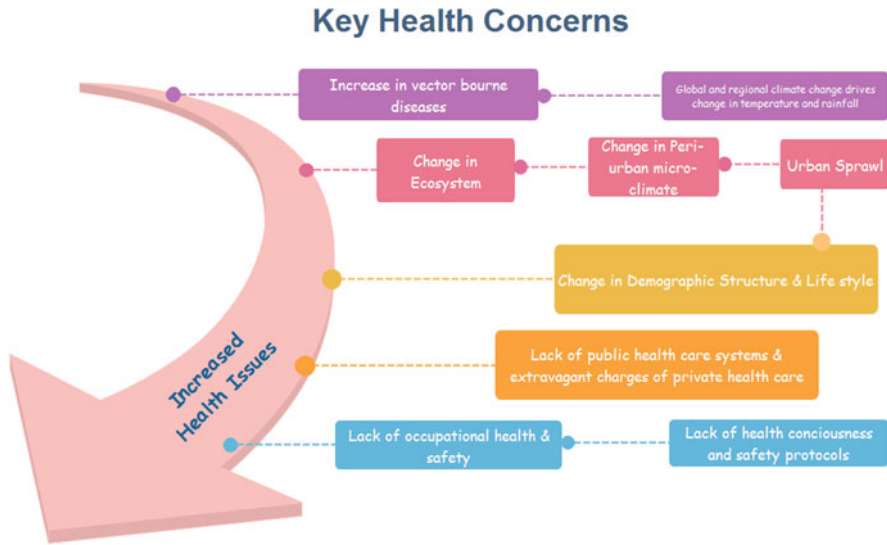 Key Health Concerns
Increase in vector bourne
diseases
Global and regional climate change drives
change in temperature and rainfall
Change in
Ecosystem
Change in Peri-
urban micro-
climate
Urban Sprawl
Change in Demographic Structure & Life style
Lack of public health care systems &
extravagant charges of private health care
Increased
Health Issues
Lack of occupational health &
safety
Lack of health conciousness
and safety protocols